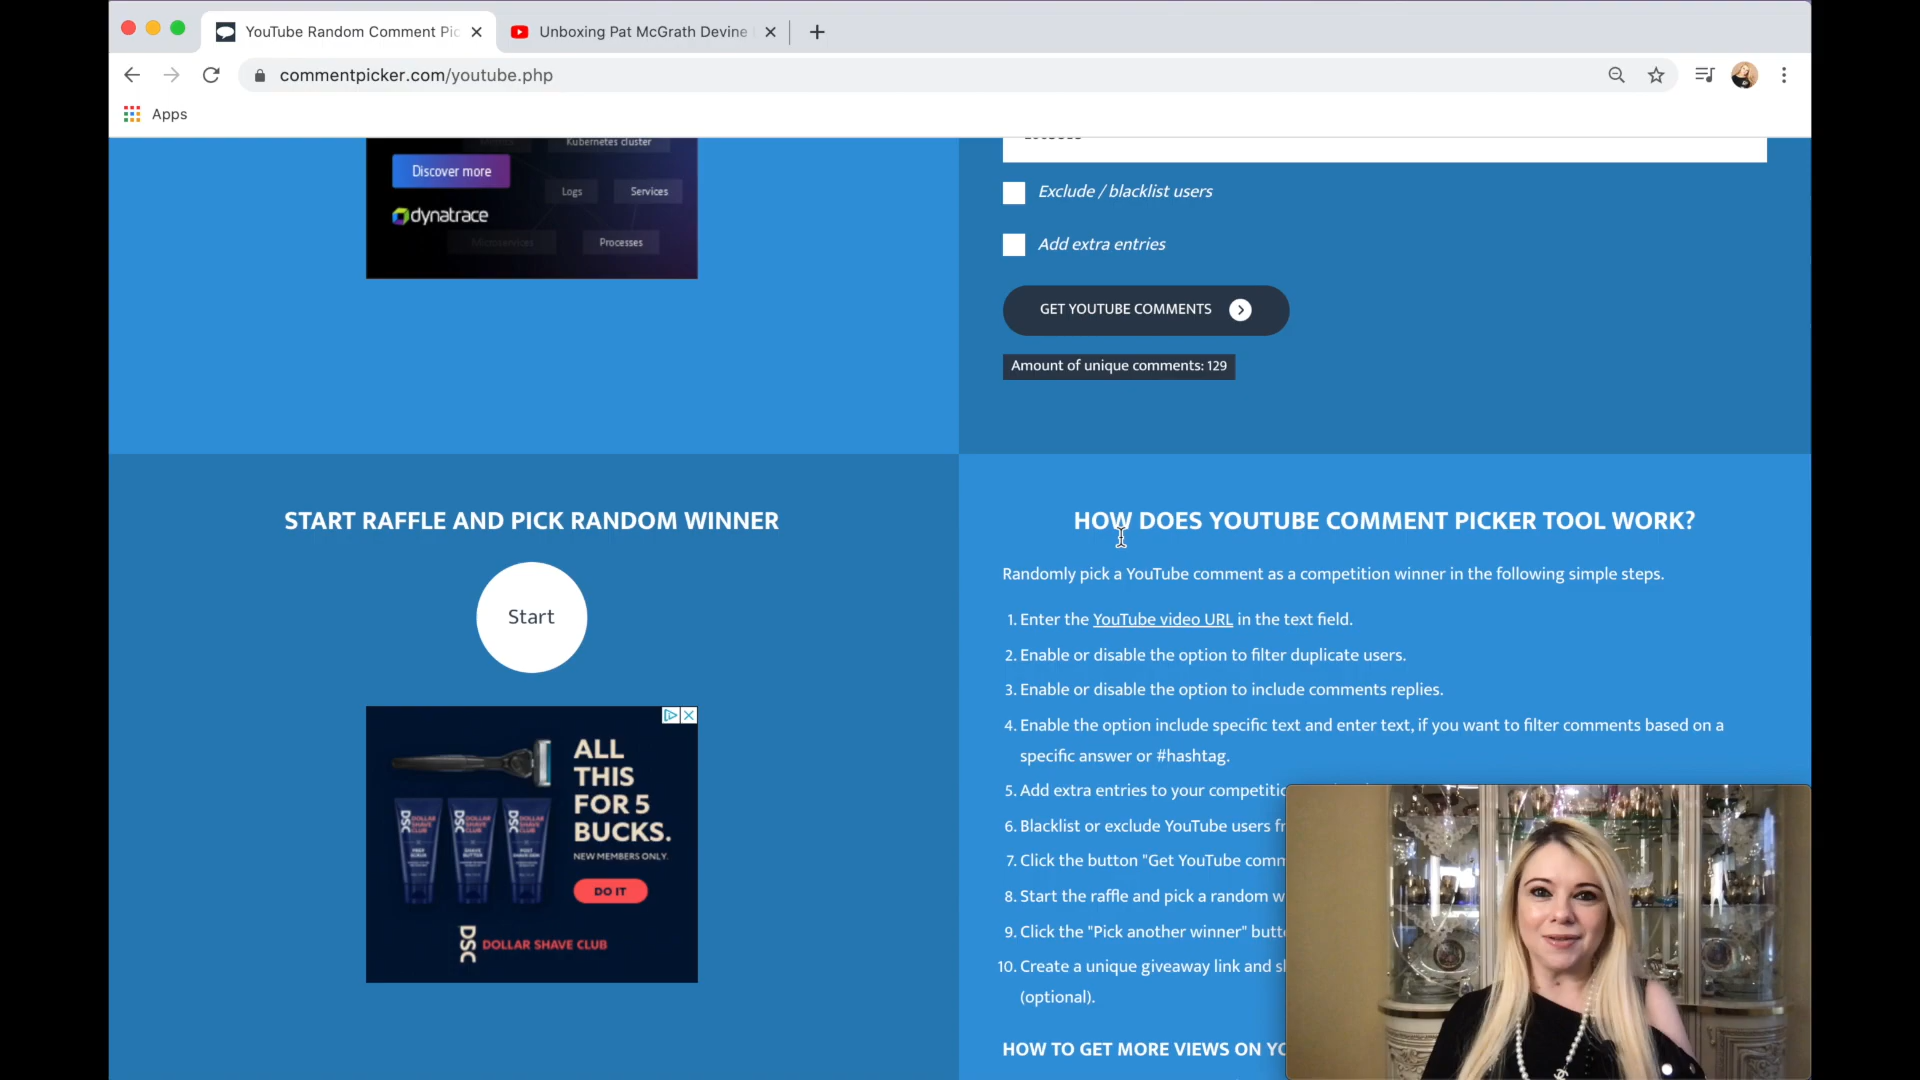 YouTube Random Comment Pic
Unboxing Pat McGrath Devine
commentpicker.com/youtube.php
Apps
Metrics
Kubernetes cluster
Discover more
Logs
Services
dynatrace
Microservices
Processes
Exclude / blacklist users
Add extra entries
GET YOUTUBE COMMENTS
Amount of unique comments: 129
START RAFFLE AND PICK RANDOM WINNER
Start
ALL
THIS
FOR 5
BUCKS.
NEW MEMBERS ONLY.
DO IT
DSC DOLLAR SHAVE CLUB
HOW DOES YOUTUBE COMMENT PICKER TOOL WORK?
Randomly pick a YouTube comment as a competition winner in the following simple steps.
1. Enter the YouTube video URL in the text field.
2. Enable or disable the option to filter duplicate users.
3. Enable or disable the option to include comments replies.
4. Enable the option include specific text and enter text, if you want to filter comments based on a
specific answer or #hashtag.
5. Add extra entries to your competitio
6. Blacklist or exclude YouTube users fr
7. Click the button "Get YouTube comm
8. Start the raffle and pick a random w
9. Click the "Pick another winner" butt
10. Create a unique giveaway link and sh
(optional).
HOW TO GET MORE VIEWS ON YO